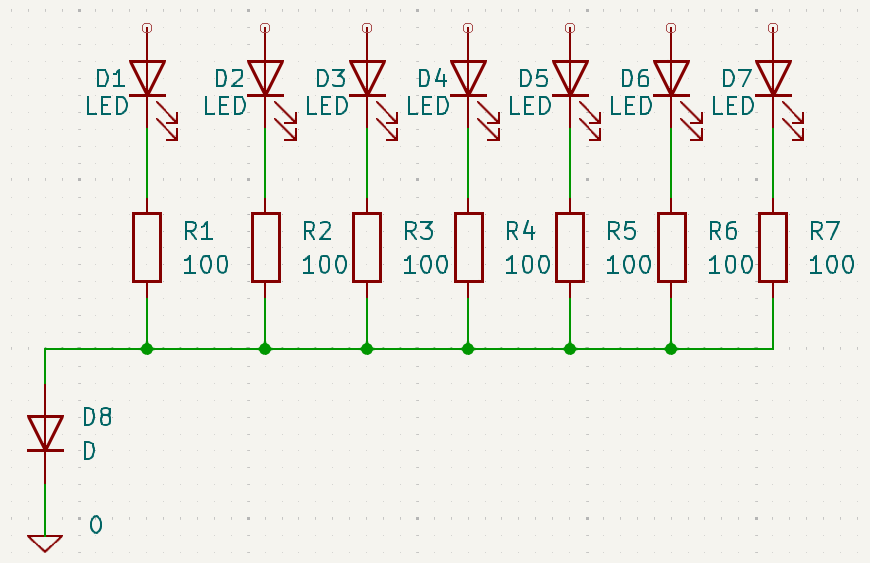 D1 D2 D3 D4 D5 D6 D7
LED LED LED LED LED LED LED
R1 R2 R3 R4 R5 R6 R7
100 100 100 100 100 100 100
D8
D
0